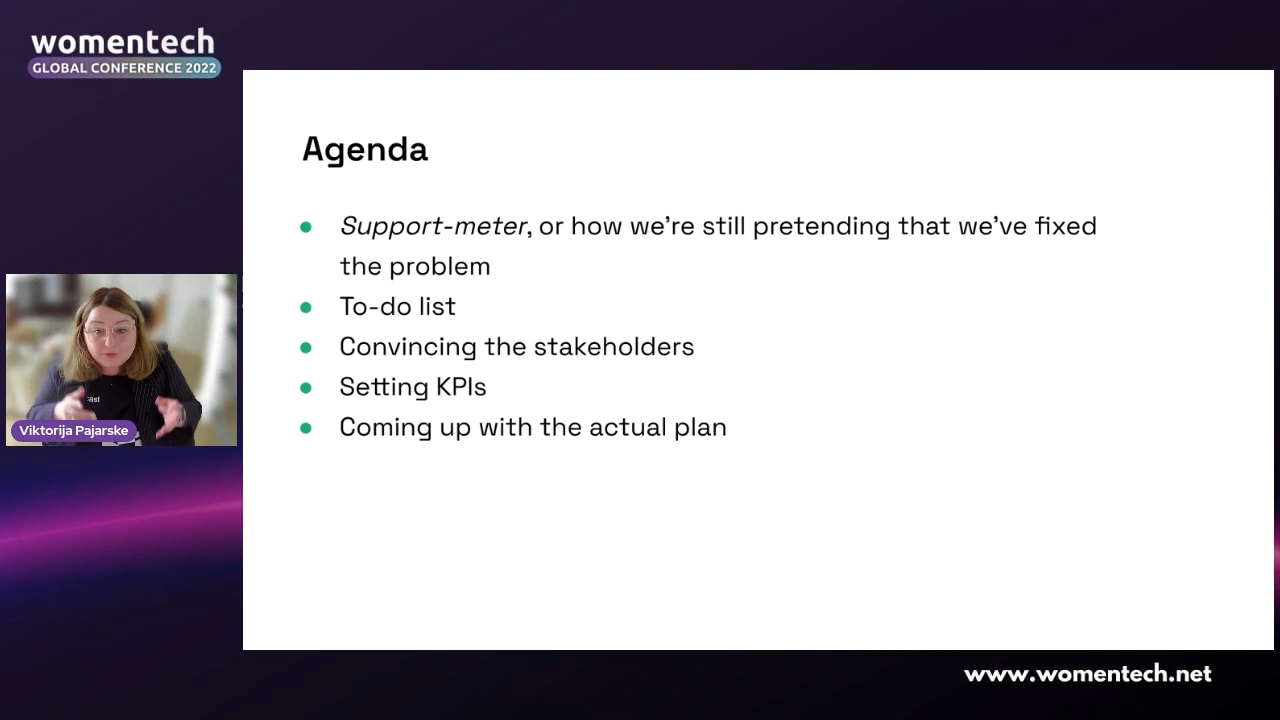 womentech
GLOBAL CONFERENCE 2022
Agenda
Support-meter, or how we're still pretending that we've fixed
the problem
To-do list
Convincing the stakeholders
Setting KPIs
Coming up with the actual plan
Viktorija Pajarske
www.womentech.net